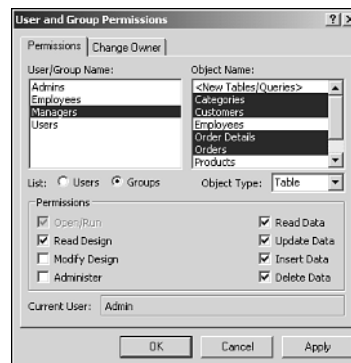 User and Group Permissions
Permissions
Change Owner
User/Group Name:
Admins
Employees
Managers
Users
Object Name:
<New Tables/Queries>
Categories
Customers
Employees
Order Details
Orders
Products
List: Users Groups
Object Type: Table
Permissions
Open/Run
Read Design
Modify Design
Administer
Read Data
Update Data
Insert Data
Delete Data
Current User: Admin
OK Cancel Apply